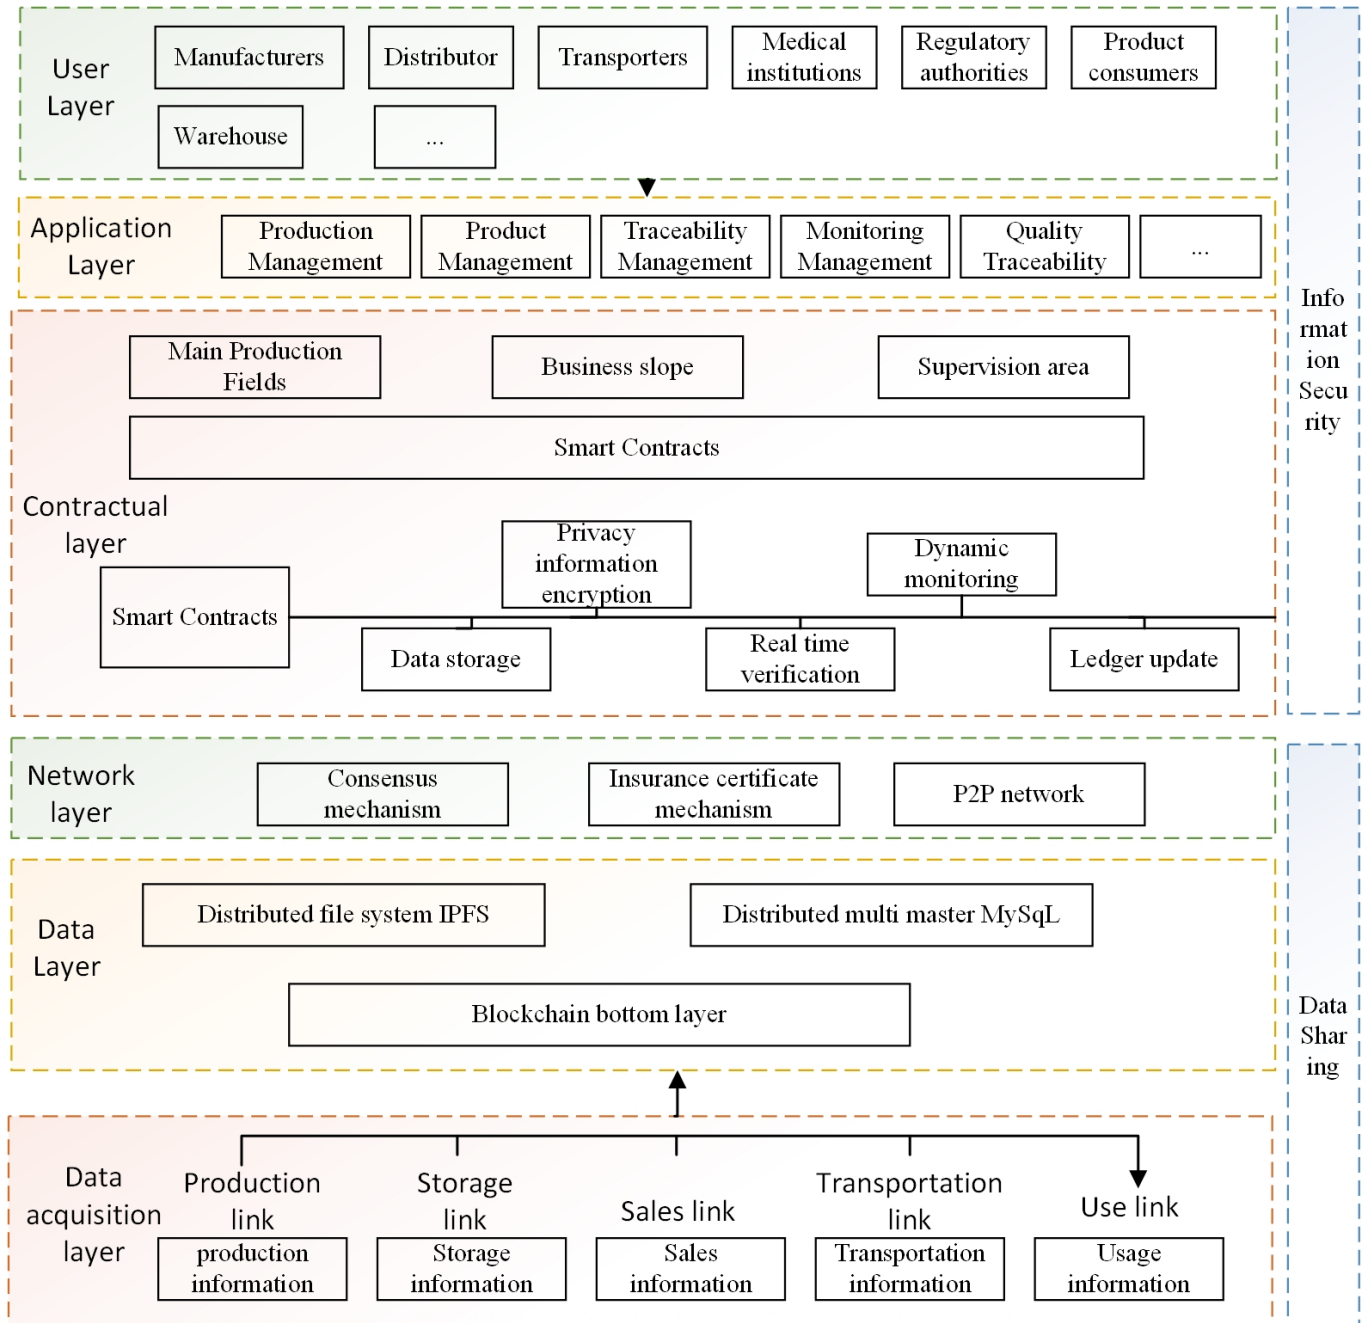 User
Layer
Manufacturers
Distributor
Transporters
Medical
institutions
Regulatory
authorities
Product
consumers
Warehouse
...
Application
Layer
Production
Management
Product
Management
Traceability
Management
Monitoring
Management
Quality
Traceability
...
Info
rmat
ion
Secu
rity
Contractual
layer
Main Production
Fields
Business slope
Supervision area
Smart Contracts
Smart Contracts
Privacy
information
encryption
Dynamic
monitoring
Data storage
Real time
verification
Ledger update
Network
layer
Consensus
mechanism
Insurance certificate
mechanism
P2P network
Data
Layer
Distributed file system IPFS
Distributed multi master MySqL
Blockchain bottom layer
Data
Shar
ing
Data
acquisition
layer
Production
link
Storage
link
Sales link
Transportation
link
Use link
production
information
Storage
information
Sales
information
Transportation
information
Usage
information